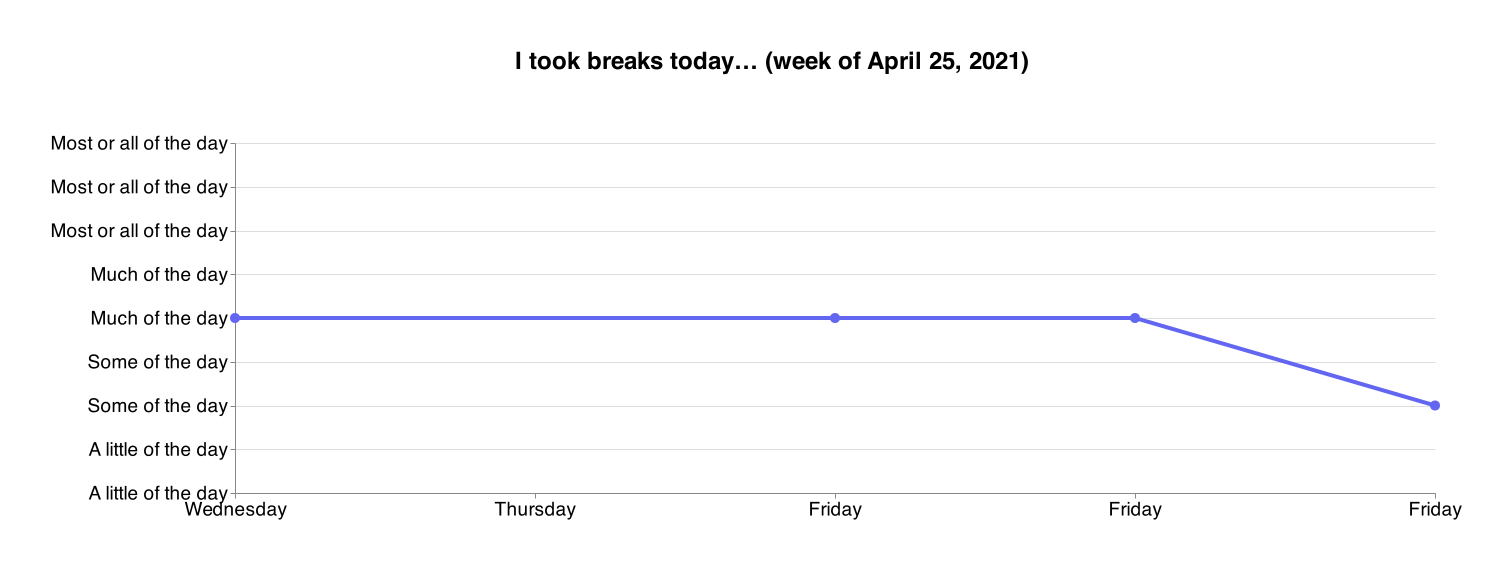 I took breaks today… (week of April 25, 2021)
Most or all of the day
Most or all of the day
Most or all of the day
Much of the day
Much of the day
Some of the day
Some of the day
A little of the day
A little of the day
Wednesday Thursday Friday Friday Friday